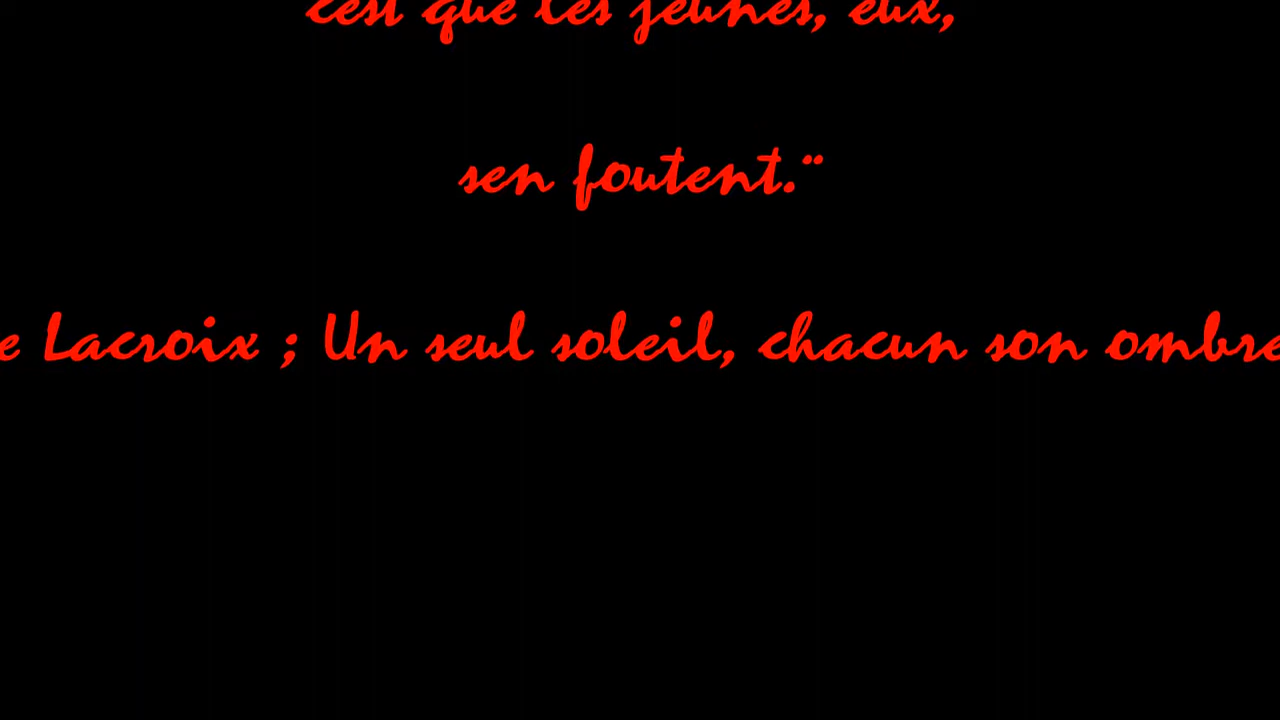 cest que les jeunes, eux,
sen foutent.¨
e Lacroix ; Un seul soleil, chacun son ombre